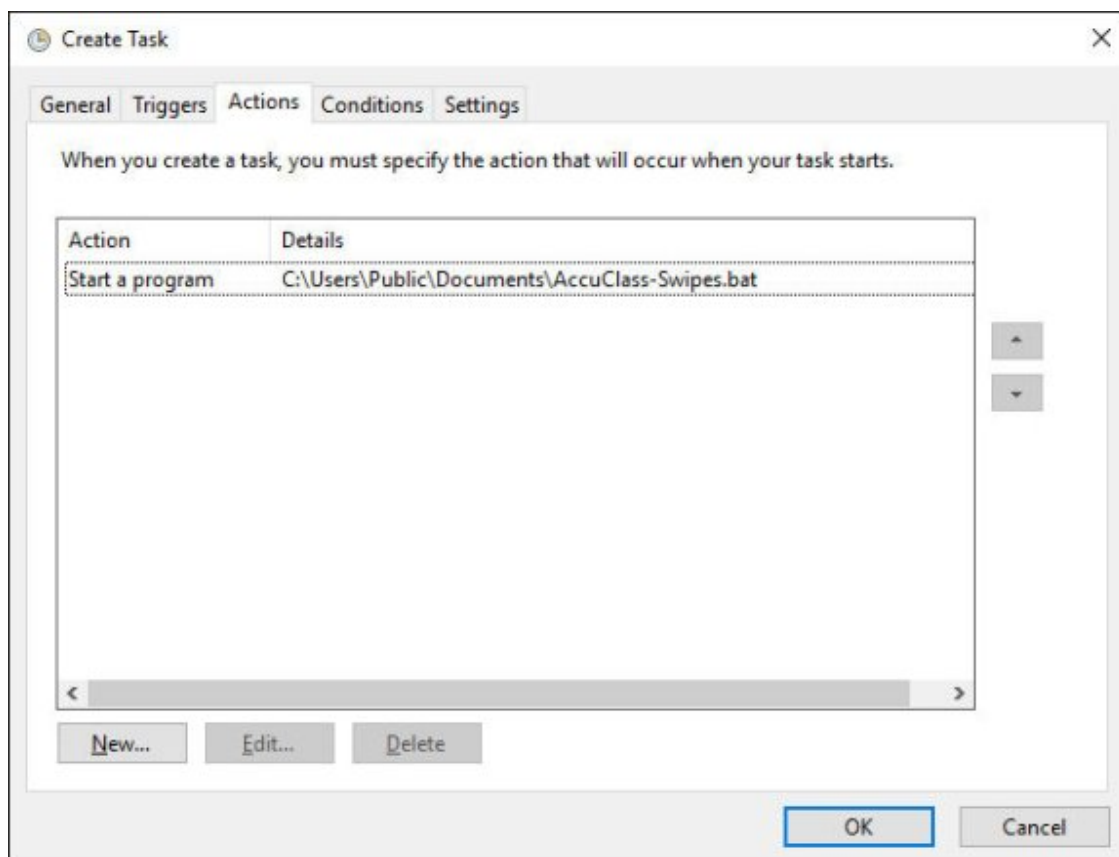 Create Task
General Triggers Actions Conditions Settings
When you create a task, you must specify the action that will occur when your task starts.
Action Details
Start a program C:\Users\Public\Documents\AccuClass-Swipes.bat
New... Edit... Delete
OK Cancel